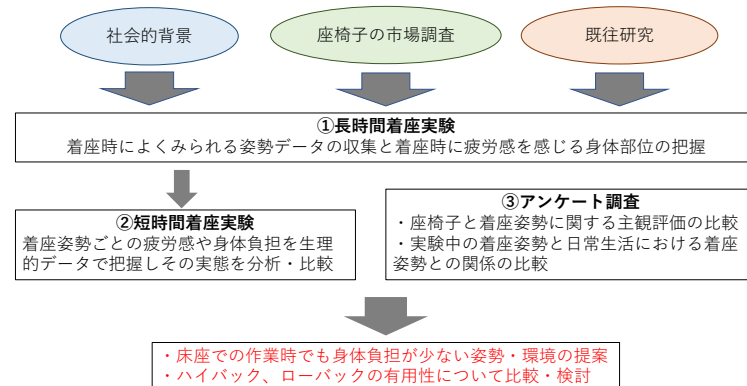 社会的背景
座椅子の市場調査
既往研究
①長時間着座実験
着座時によくみられる姿勢データの収集と着座時に疲労感を感じる身体部位の把握
②短時間着座実験
着座姿勢ごとの疲労感や身体負担を生理
的データで把握しその実態を分析・比較
③アンケート調査
・座椅子と着座姿勢に関する主観評価の比較
・実験中の着座姿勢と日常生活における着座
姿勢との関係の比較
・床座での作業時でも身体負担が少ない姿勢・環境の提案
・ハイバック、ローバックの有用性について比較・検討